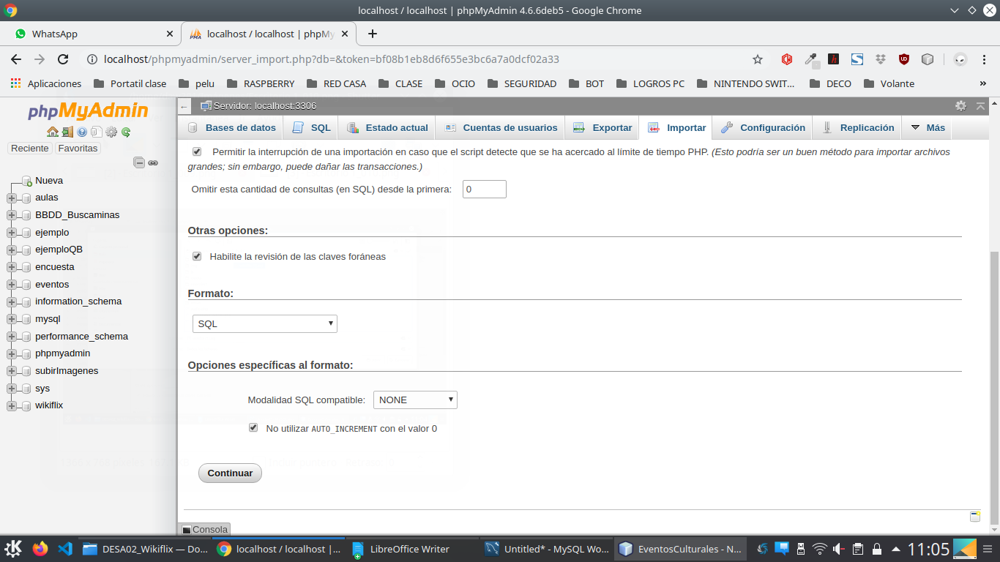 localhost / localhost | phpMyAdmin 4.6.6deb5 - Google Chrome
WhatsApp
localhost / localhost | phpMy
localhost/phpmyadmin/server_import.php?db=&token=bf08b1eb8d6f655e3bc6a7a0dcf02a33
Aplicaciones
Portatil clase
pelu
RASPBERRY
RED CASA
CLASE
OCIO
SEGURIDAD
BOT
LOGROS PC
NINTENDO SWIT...
DECO
Volante
»
phpMyAdmin
Reciente
Favoritas
Nueva
aulas
BBDD_Buscaminas
ejemplo
ejemploQB
encuesta
eventos
information_schema
mysql
performance_schema
phpmyadmin
subirImagenes
sys
wikiflix
Servidor: localhost:3306
Bases de datos
SQL
Estado actual
Cuentas de usuarios
Exportar
Importar
Configuración
Replicación
Más
Permitir la interrupción de una importación en caso que el script detecte que se ha acercado al límite de tiempo PHP. (Esto podría ser un buen método para importar archivos
grandes; sin embargo, puede dañar las transacciones.)
Omitir esta cantidad de consultas (en SQL) desde la primera: 0
Otras opciones:
Habilite la revisión de las claves foráneas
Formato:
SQL
Opciones específicas al formato:
Modalidad SQL compatible: NONE
No utilizar AUTO_INCREMENT con el valor 0
Continuar
Consola
DESA02_Wikiflix — Do...
localhost / localhost |...
LibreOffice Writer
Untitled* - MySQL Wo...
EventosCulturales - N...
11:05